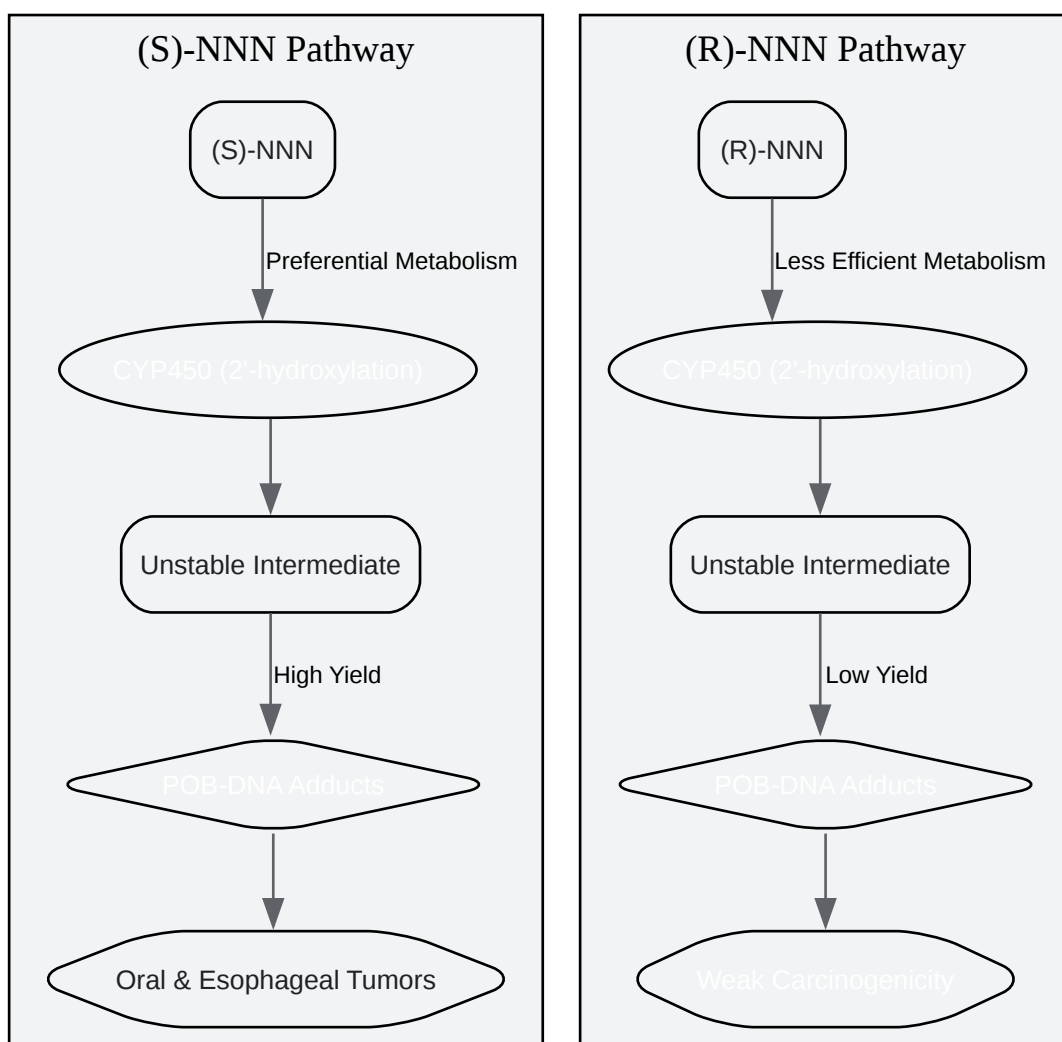 (S)-NNN Pathway
(S)-NNN
Preferential Metabolism
CYP450 (2'-hydroxylation)
Unstable Intermediate
High Yield
POB-DNA Adducts
Oral & Esophageal Tumors
(R)-NNN Pathway
(R)-NNN
Less Efficient Metabolism
CYP450 (2'-hydroxylation)
Unstable Intermediate
Low Yield
POB-DNA Adducts
Weak Carcinogenicity